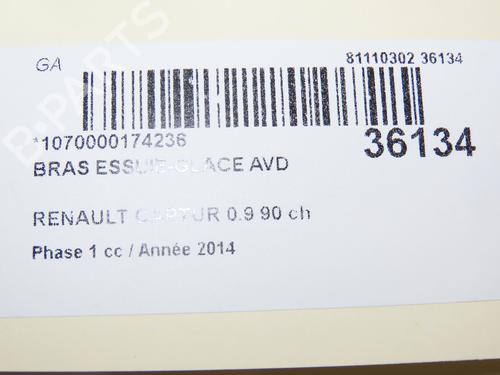 GA
81110302 36134
*1070000174236
36134
BRAS ESSUIE-GLACE AVD
RENAULT CAPTUR 0.9 90 ch
Phase 1 cc / Année 2014
B-PARTS